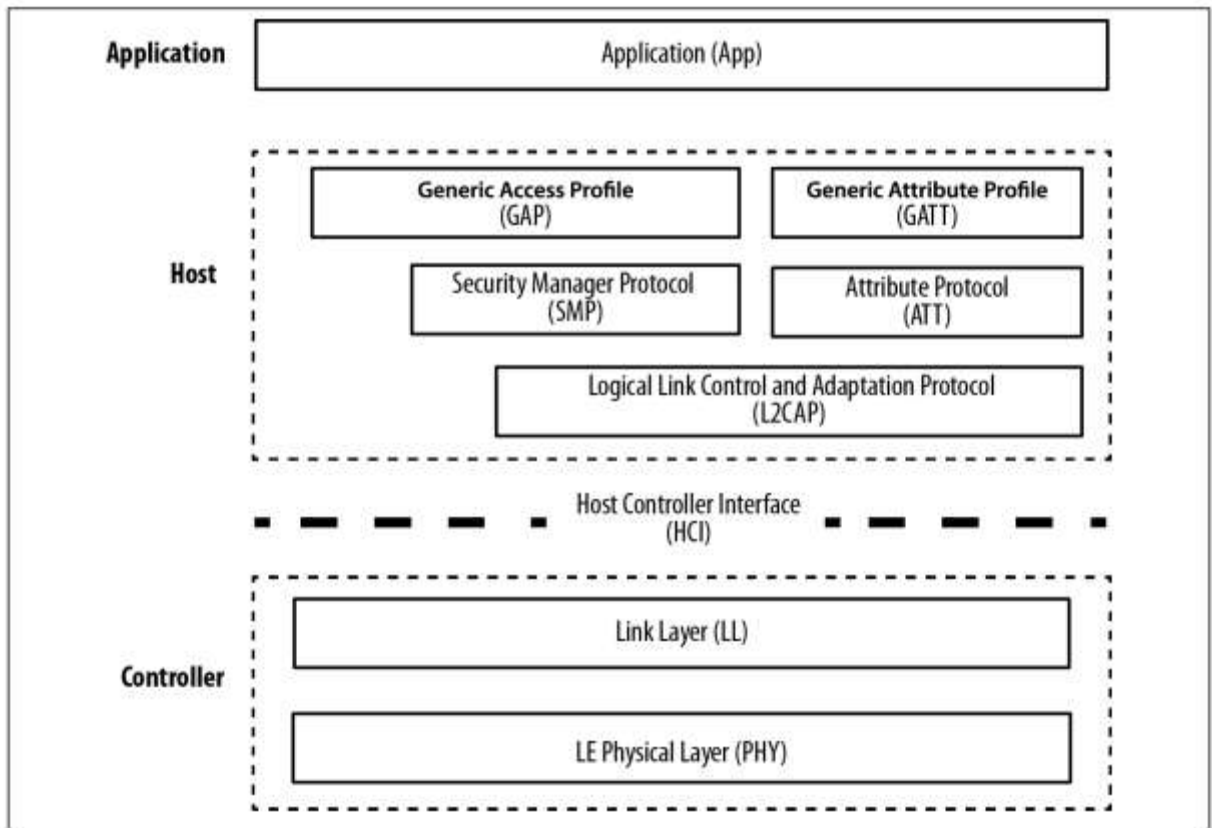 Application
Application (App)
Generic Access Profile
(GAP)
Generic Attribute Profile
(GATT)
Host
Security Manager Protocol
(SMP)
Attribute Protocol
(ATT)
Logical Link Control and Adaptation Protocol
(L2CAP)
Host Controller Interface
(HCI)
Link Layer (LL)
Controller
LE Physical Layer (PHY)